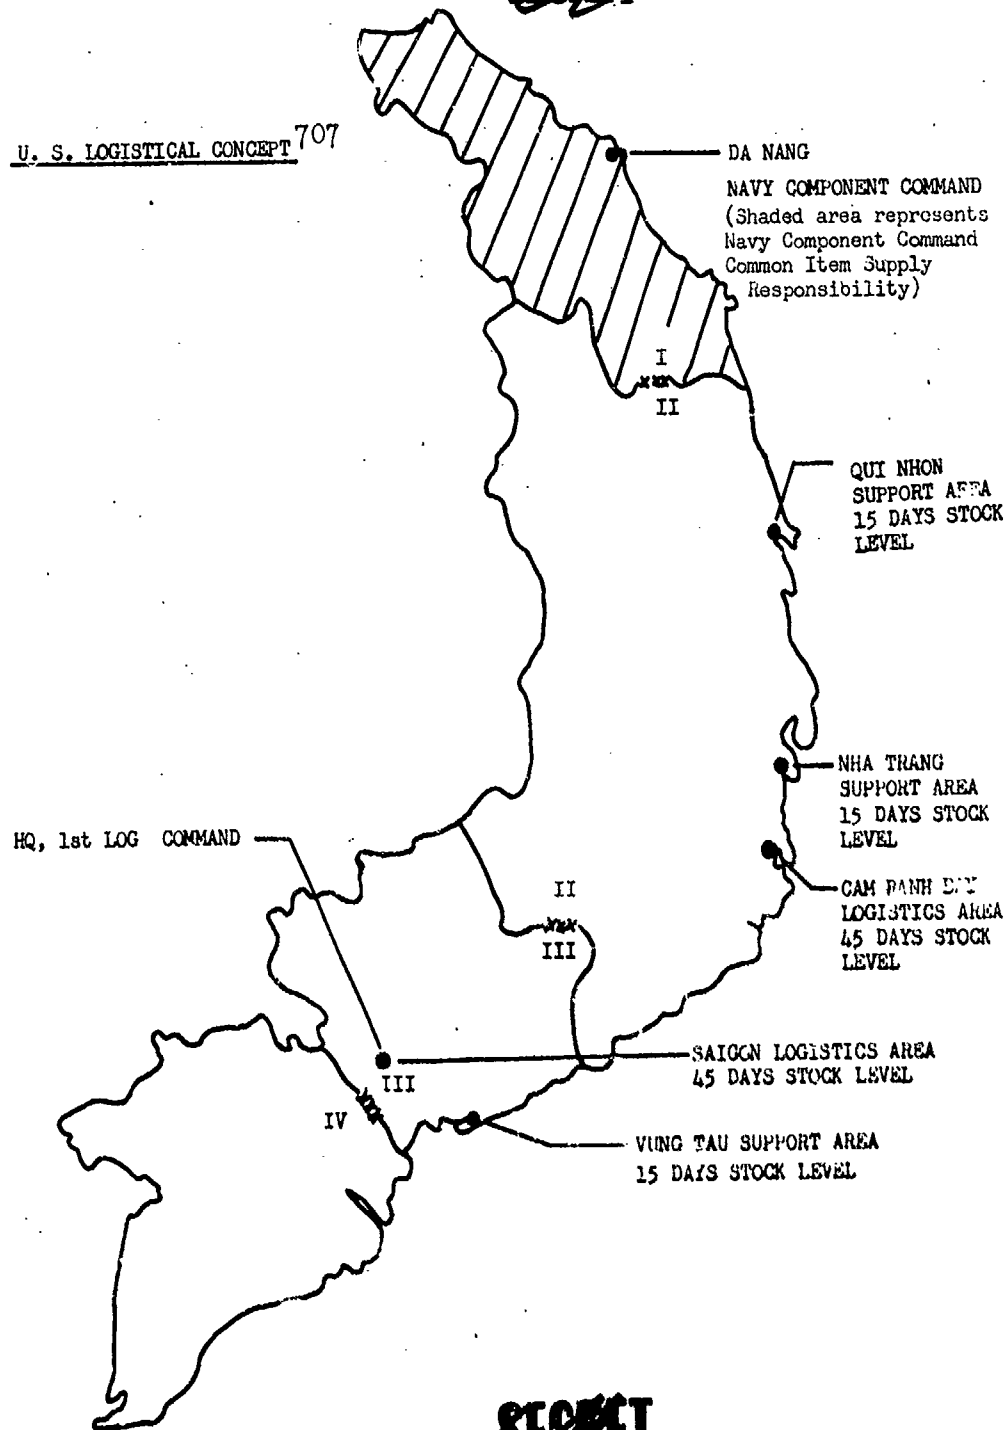 U. S. LOGISTICAL CONCEPT 707
DA NANG
NAVY COMPONENT COMMAND
(Shaded area represents
Navy Component Command
Common Item Supply
Responsibility)
I
II
QUI NHON
SUPPORT AREA
15 DAYS STOCK
LEVEL
NHA TRANG
SUPPORT AREA
15 DAYS STOCK
LEVEL
HQ, 1st LOG COMMAND
CAM
LOGISTICS AREA
45 DAYS STOCK
LEVEL
II
III
SAIGON LOGISTICS AREA
45 DAYS STOCK LEVEL
III
IV
VUNG TAU SUPPORT AREA
15 DAYS STOCK LEVEL